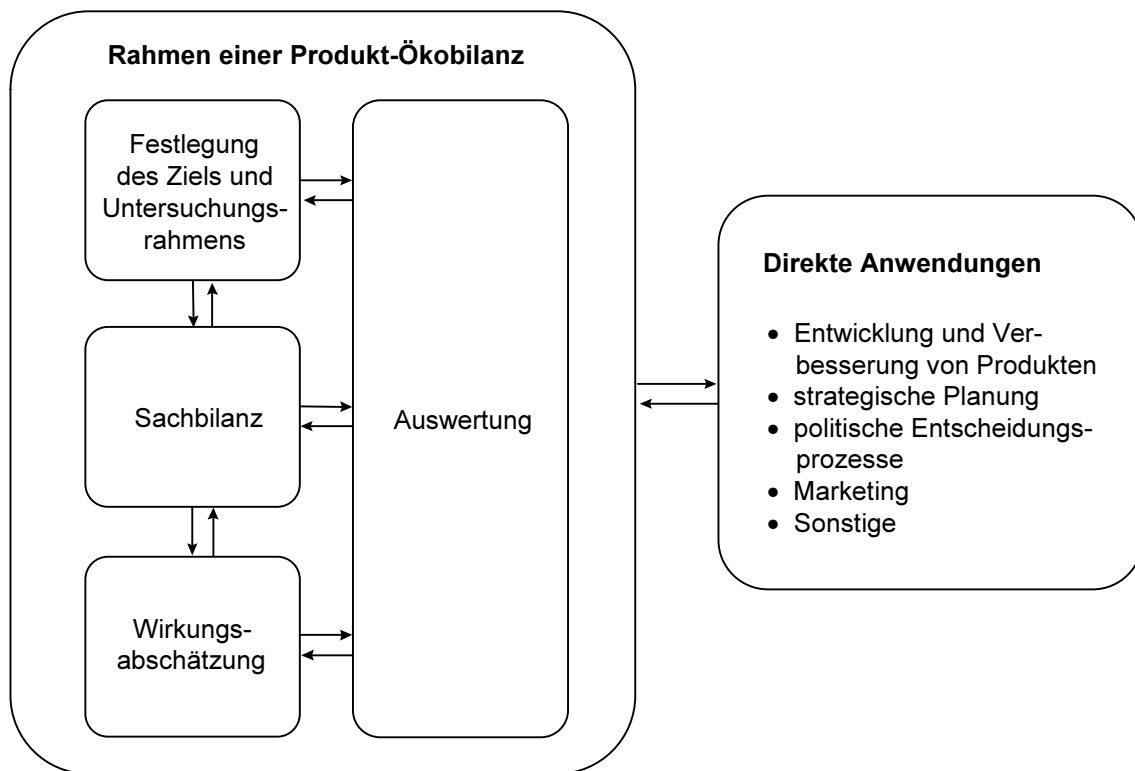 Rahmen einer Produkt-Ökobilanz
Festlegung
des Ziels und
Untersuchungs-
rahmens
Sachbilanz
Wirkungs-
abschätzung
Auswertung
Direkte Anwendungen
• Entwicklung und Ver-
besserung von Produkten
• strategische Planung
• politische Entscheidungs-
prozesse
• Marketing
• Sonstige